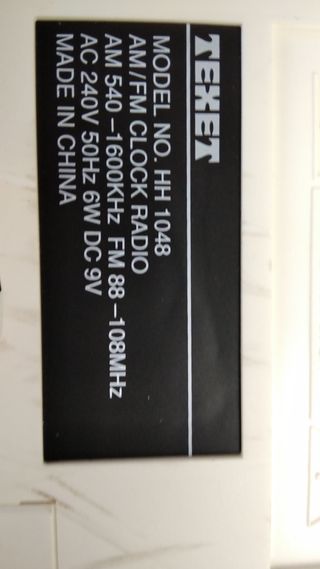 TEXET
MODEL NO. HH 1048
AM/FM CLOCK RADIO
AM 540–1600KHz FM 88–108MHz
AC 240V 50Hz 6W DC 9V
MADE IN CHINA